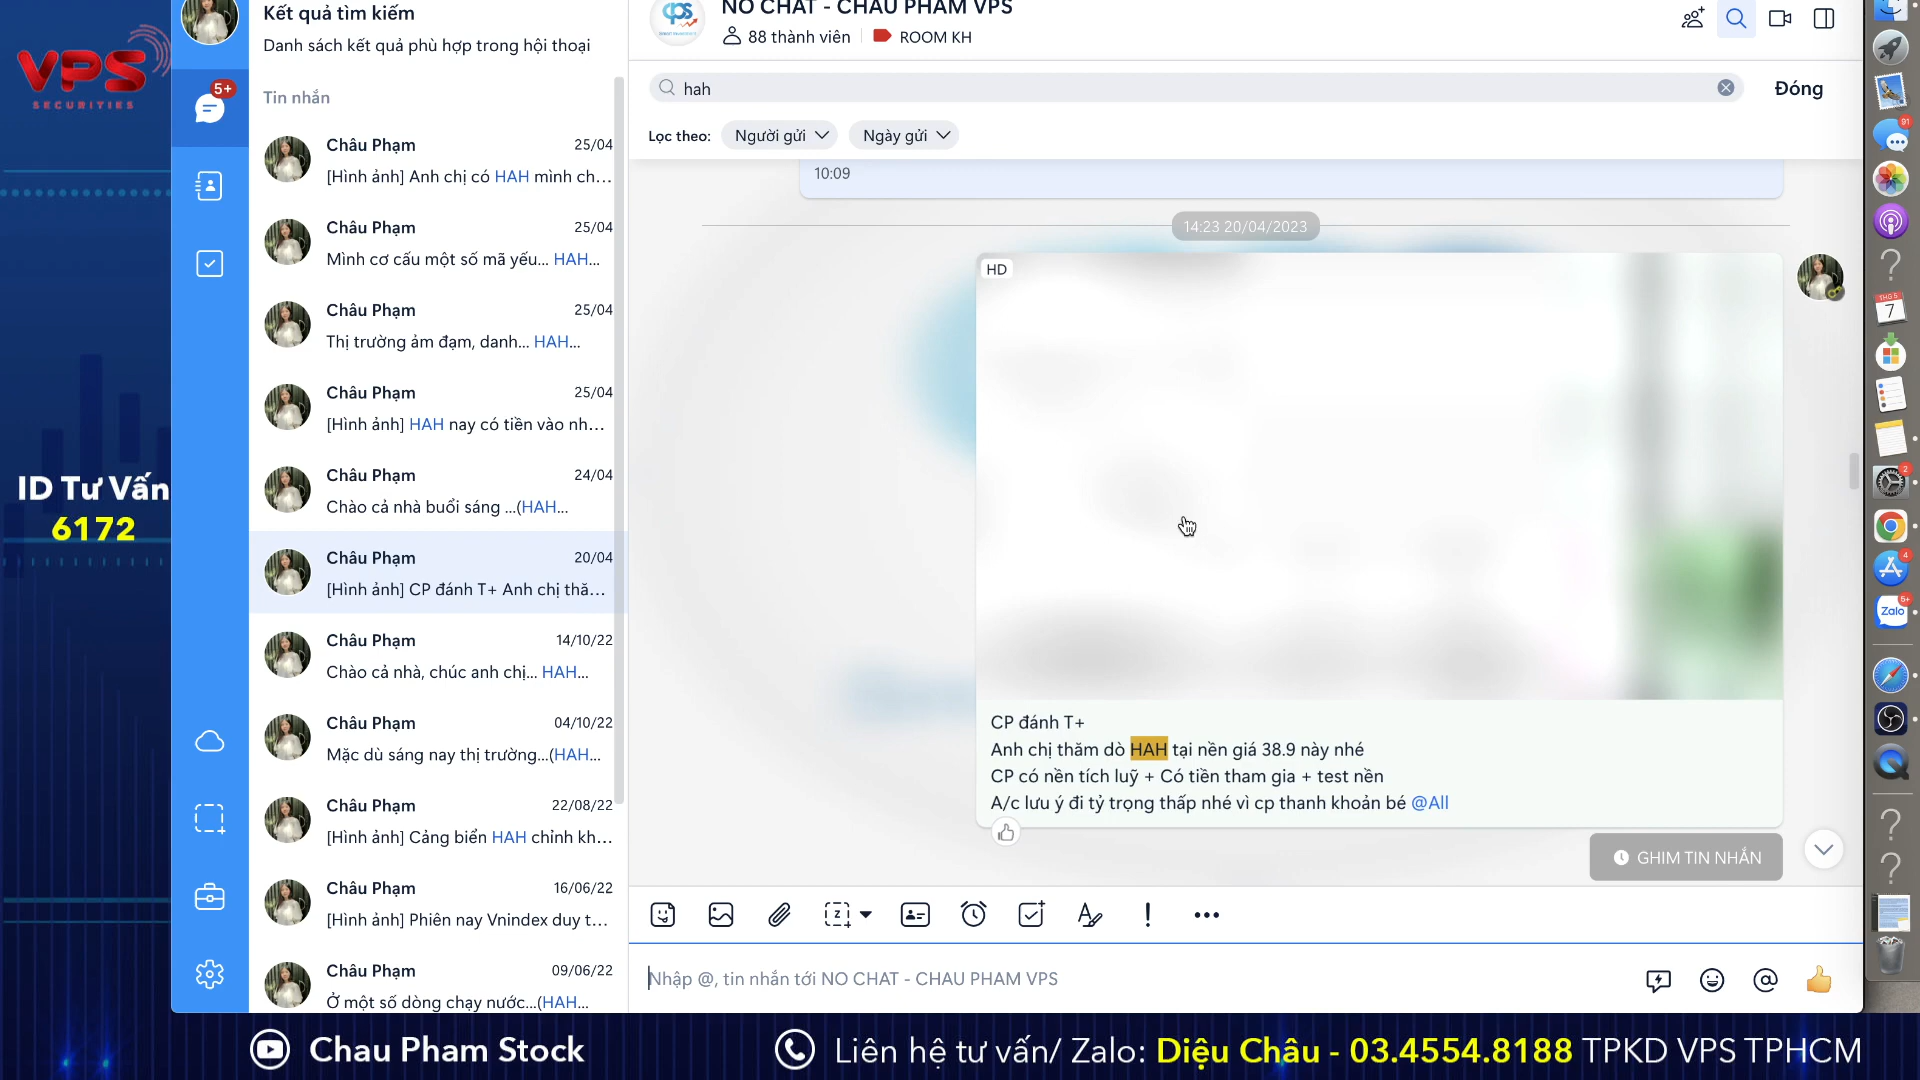 VPS
SECURITIES
ID Tư Vấn
6172
5+
Kết quả tìm kiếm
Danh sách kết quả phù hợp trong hội thoại
Tin nhắn
Châu Phạm 25/04
[Hình ảnh] Anh chị có HAH mình ch...
Châu Phạm 25/04
Mình cơ cấu một số mã yếu... HAH...
Châu Phạm 25/04
Thị trường ảm đạm, danh... HAH...
Châu Phạm 25/04
[Hình ảnh] HAH nay có tiền vào nh...
Châu Phạm 24/04
Chào cả nhà buổi sáng ...(HAH...
Châu Phạm 20/04
[Hình ảnh] CP đánh T+ Anh chị thă...
Châu Phạm 14/10/22
Chào cả nhà, chúc anh chị... HAH...
Châu Phạm 04/10/22
Mặc dù sáng nay thị trường...(HAH...
Châu Phạm 22/08/22
[Hình ảnh] Cảng biển HAH chỉnh kh...
Châu Phạm 16/06/22
[Hình ảnh] Phiên nay Vnindex duy t...
Châu Phạm 09/06/22
Ở một số dòng chạy nước...(HAH...
NO CHAT - CHAU PHAM VPS
88 thành viên ROOM KH
hah
Đóng
Lọc theo: Người gửi Ngày gửi
10:09
14:23 20/04/2023
HD
CP đánh T+
Anh chị thăm dò HAH tại nền giá 38.9 này nhé
CP có nền tích luỹ + Có tiền tham gia + test nền
A/c lưu ý đi tỷ trọng thấp nhé vì cp thanh khoản bé @All
GHIM TIN NHẮN
Nhập @, tin nhắn tới NO CHAT - CHAU PHAM VPS
91
THG 5
7
2
4
Zalo
5+
Chau Pham Stock
Liên hệ tư vấn/ Zalo: Diệu Châu - 03.4554.8188 TPKD VPS TPHCM